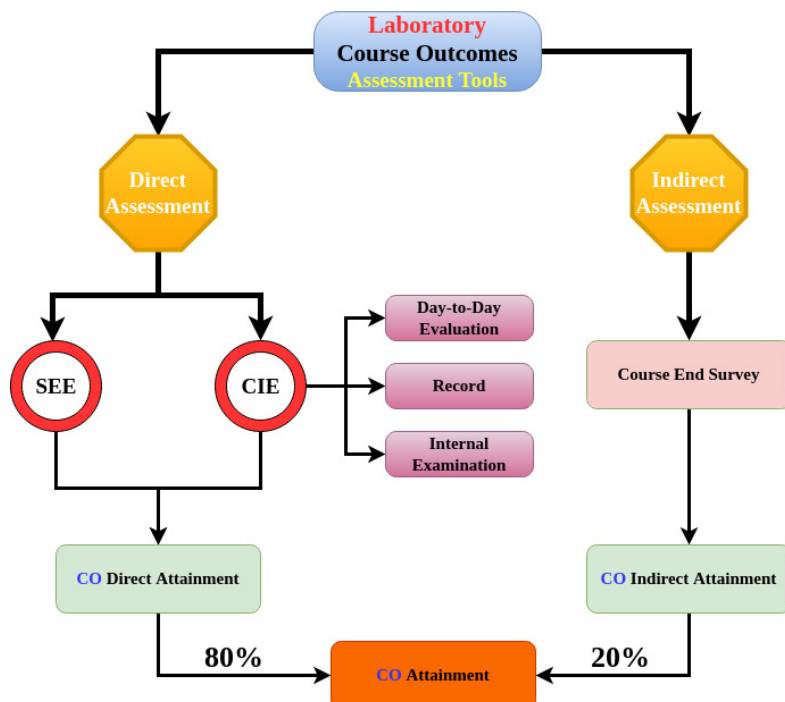 Laboratory
Course Outcomes
Assessment Tools
Direct
Assessment
Indirect
Assessment
Day-to-Day
Evaluation
SEE
CIE
Record
Internal
Examination
Course End Survey
CO Direct Attainment
CO Indirect Attainment
80%
20%
CO Attainment